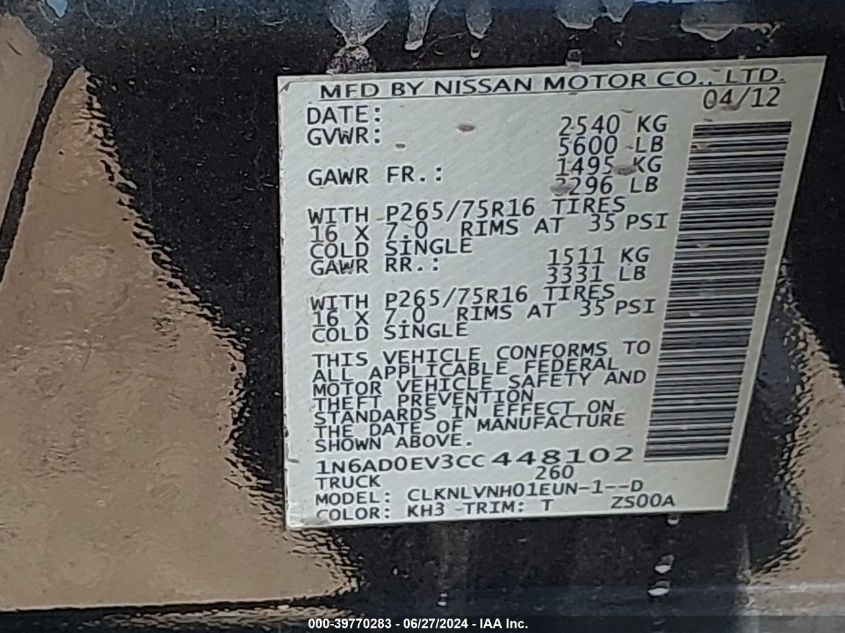 MFD BY NISSAN MOTOR CO., LTD.
DATE: 04/12
GVWR: 2540 KG
5600 LB
GAWR FR.: 1495 KG
3296 LB
WITH P265/75R16 TIRES
16 X 7.0 RIMS AT 35 PSI
COLD SINGLE
GAWR RR.: 1511 KG
3331 LB
WITH P265/75R16 TIRES
16 X 7.0 RIMS AT 35 PSI
COLD SINGLE
THIS VEHICLE CONFORMS TO
ALL APPLICABLE FEDERAL
MOTOR VEHICLE SAFETY AND
THEFT PREVENTION
STANDARDS IN EFFECT ON
THE DATE OF MANUFACTURE
SHOWN ABOVE.
1N6AD0EV3CC 448102
TRUCK 260
MODEL: CLKNLVNH01EUN-1--D
COLOR: KH3 TRIM: T ZS00A
000-39770283 - 06/27/2024 - IAA Inc.